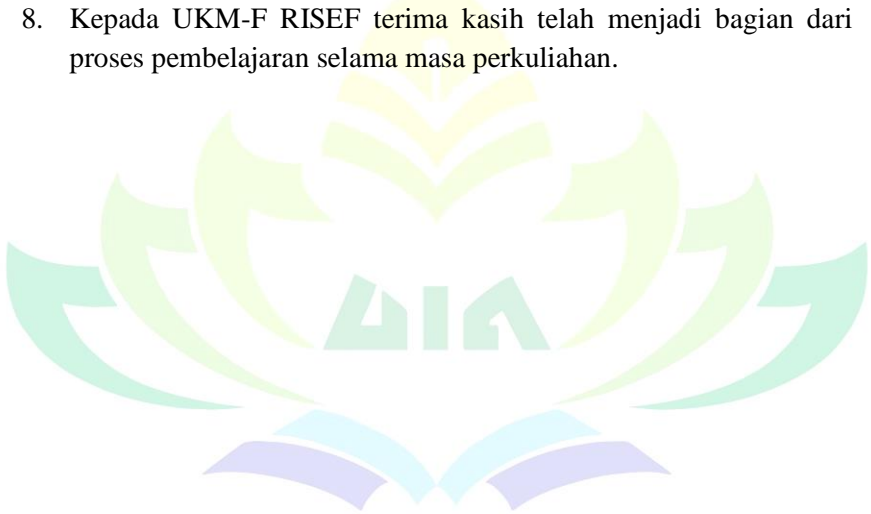 8. Kepada UKM-F RISEF terima kasih telah menjadi bagian dari
proses pembelajaran selama masa perkuliahan.